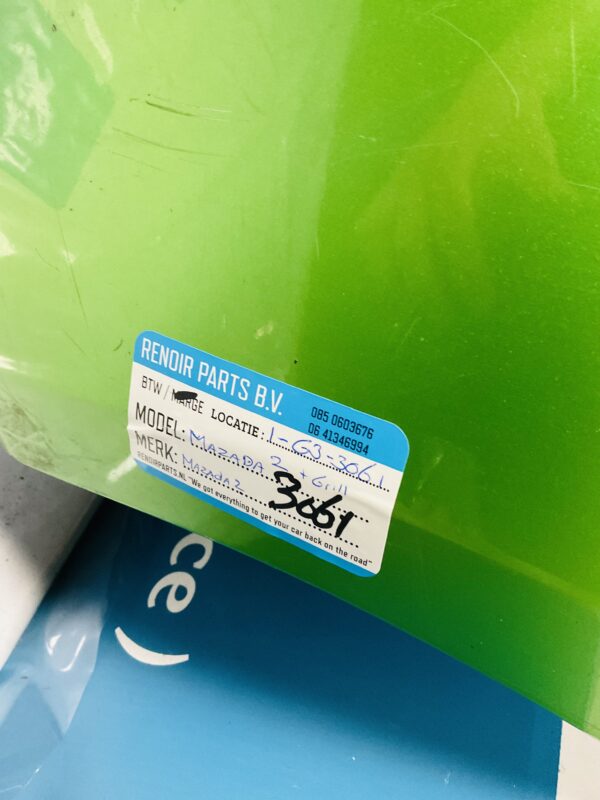 RENOIR PARTS B.V.
085 0603676
06 41346994
BTW / MARGE LOCATIE: 1-G3-3061
MODEL: MAZADA 2 + Grill
MERK: MAZADA 2
3061
RENOIRPARTS.NL "We got everything to get your car back on the road"
ce)